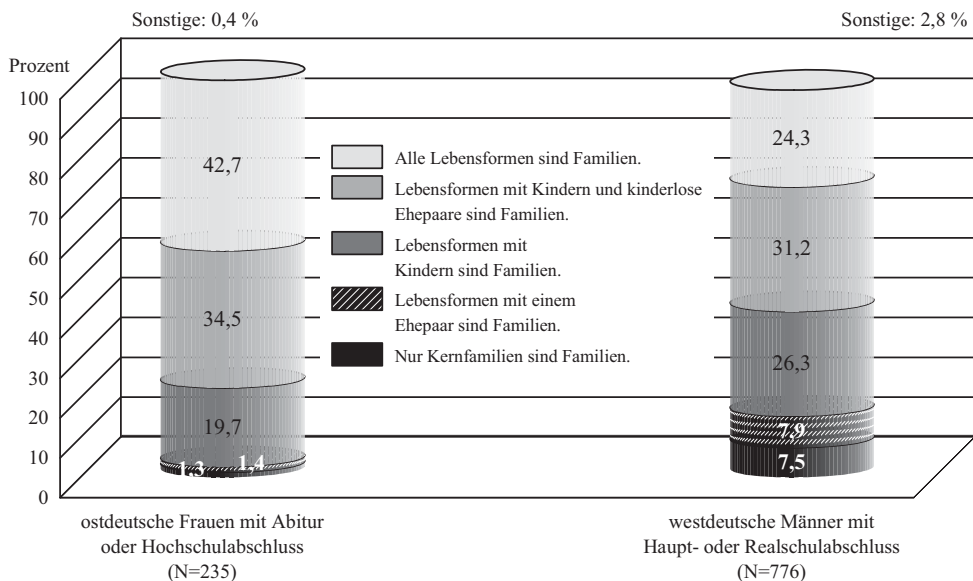 Sonstige: 0,4 %
Sonstige: 2,8 %
Prozent
100
90
80
70
60
50
40
30
20
10
0
42,7
34,5
19,7
1,3
1,4
Alle Lebensformen sind Familien.
Lebensformen mit Kindern und kinderlose
Ehepaare sind Familien.
Lebensformen mit
Kindern sind Familien.
Lebensformen mit einem
Ehepaar sind Familien.
Nur Kernfamilien sind Familien.
24,3
31,2
26,3
7,9
7,5
ostdeutsche Frauen mit Abitur
oder Hochschulabschluss
(N=235)
westdeutsche Männer mit
Haupt- oder Realschulabschluss
(N=776)